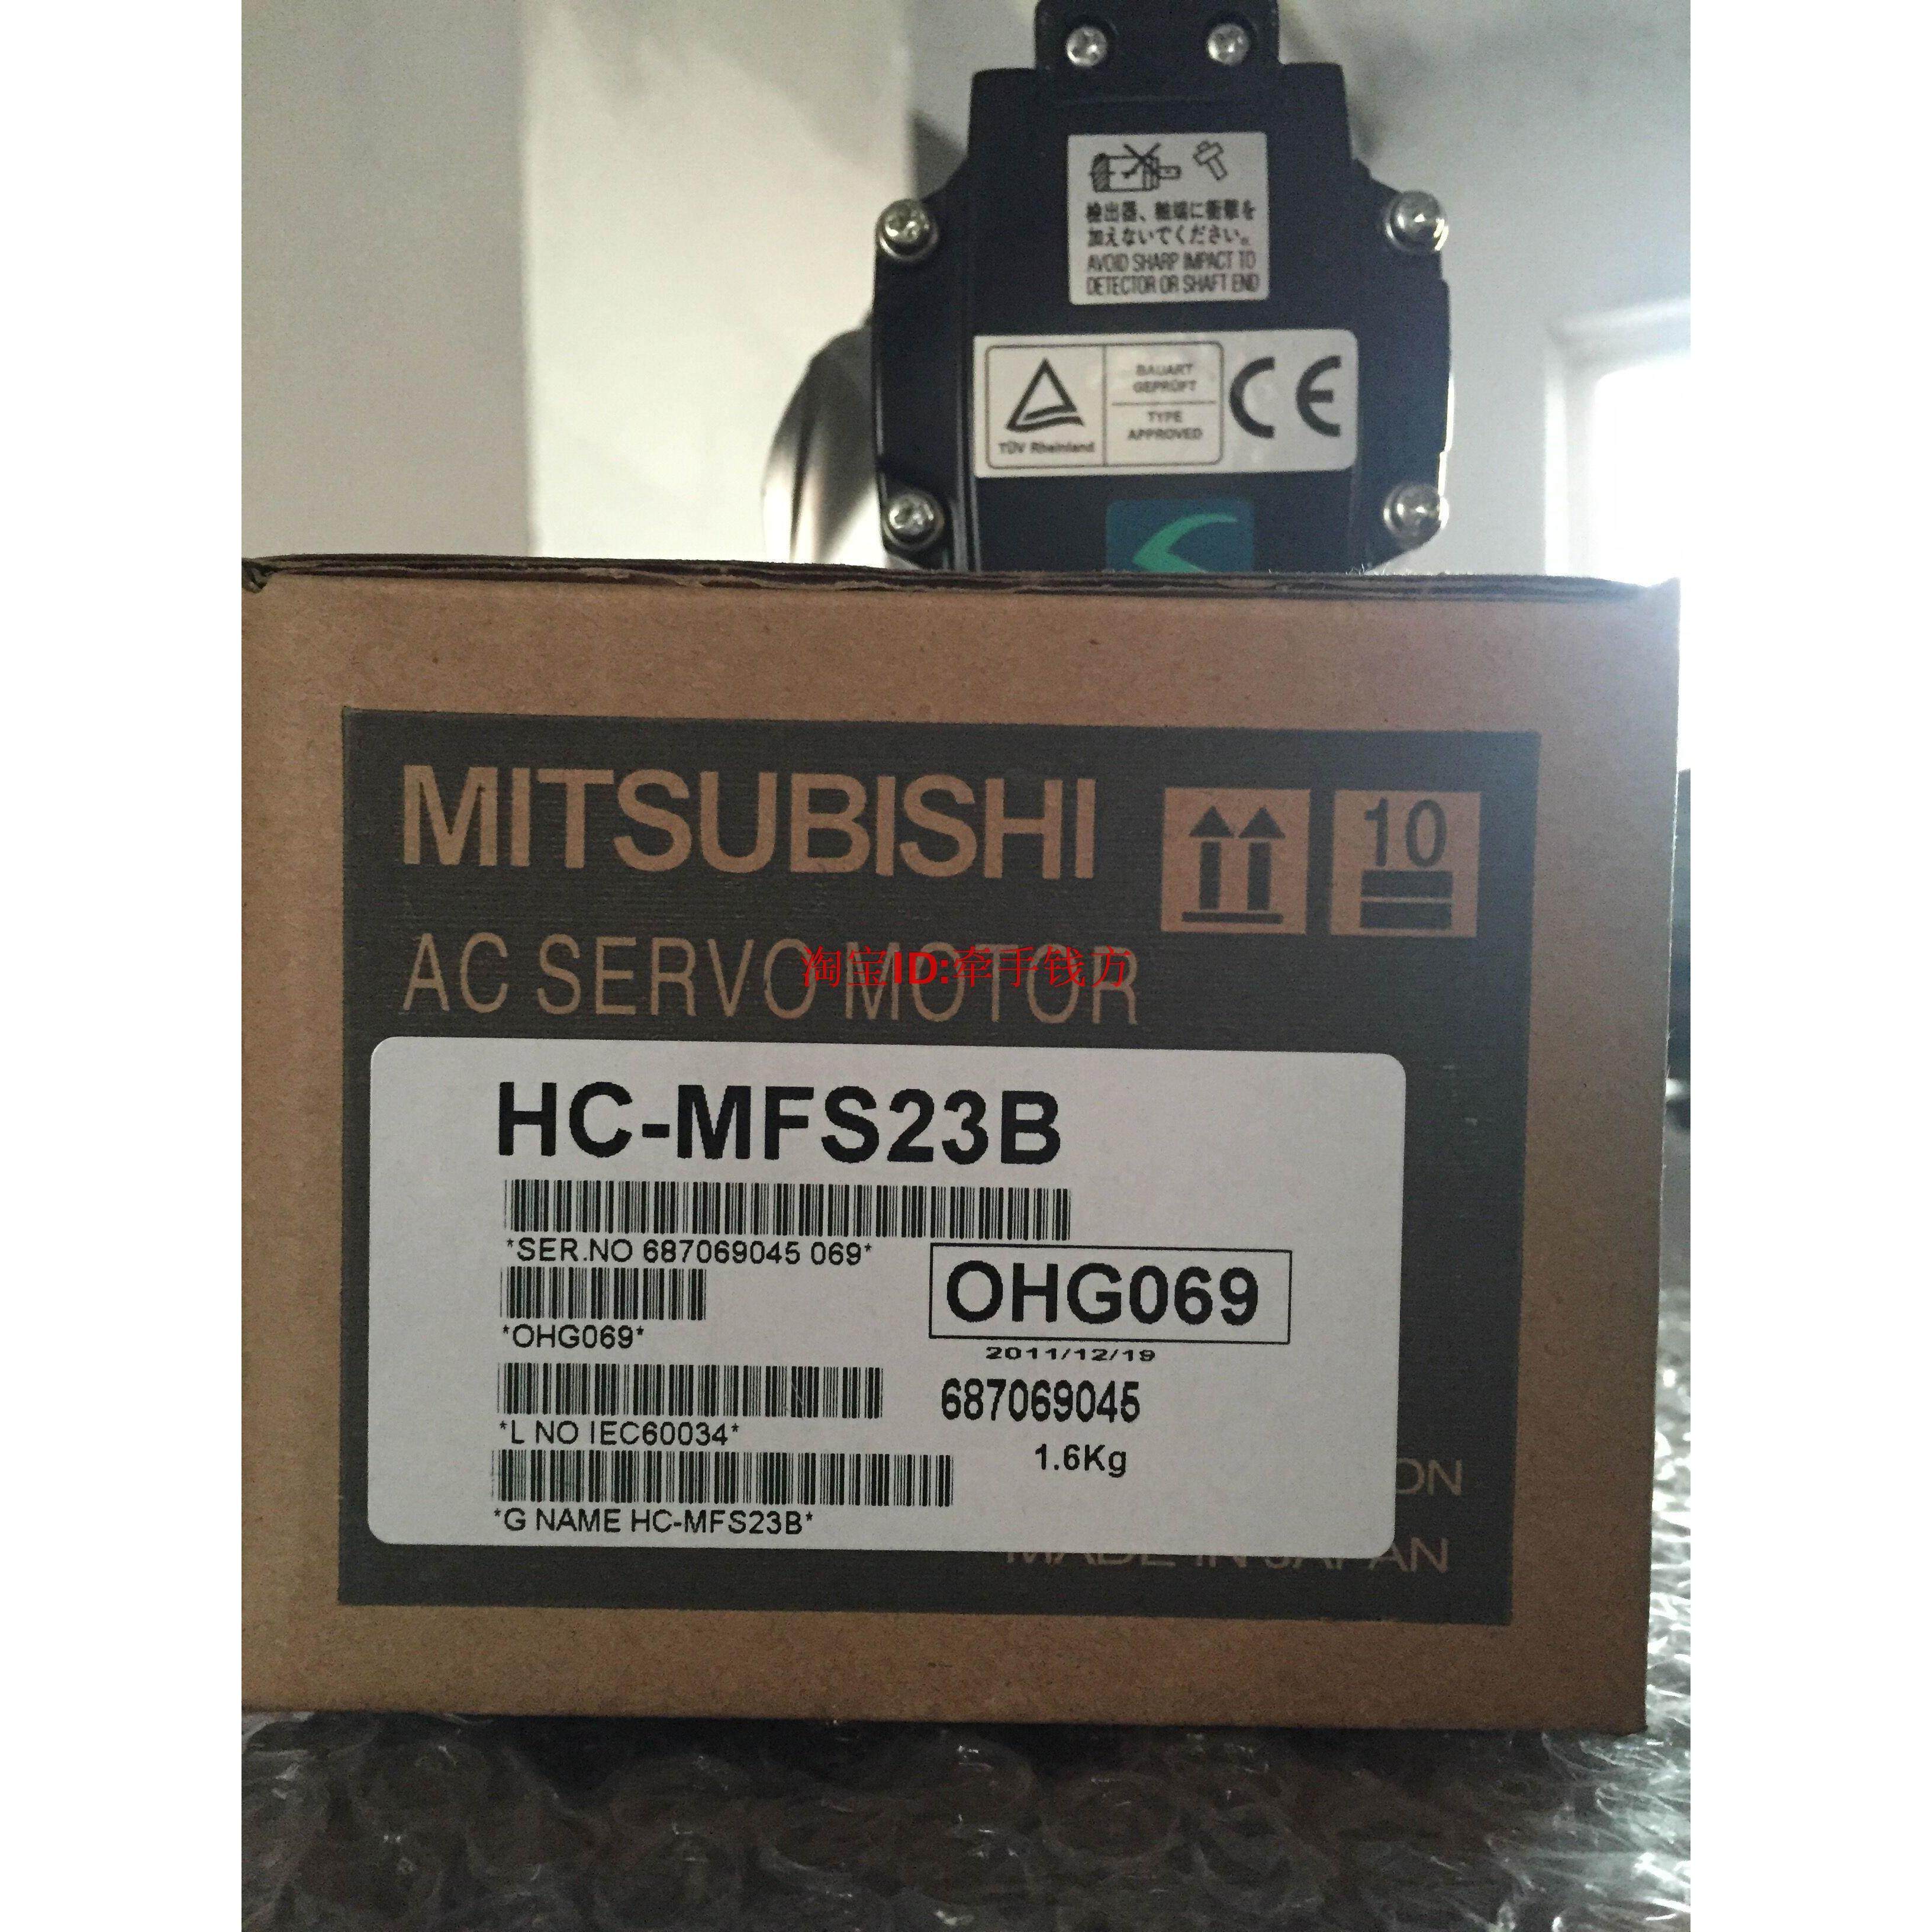 検出器、軸端に衝撃を
加えないでください。
AVOID SHARP IMPACT TO
DETECTOR OR SHAFT END
TÜV Rheinland
BAUART
GEPRÜFT
TYPE
APPROVED
CE
MITSUBISHI
10
AC SERVO MOTOR
淘宝ID:牵手钱方
HC-MFS23B
*SER.NO 687069045 069*
OHG069
*OHG069*
2011/12/19
687069045
*L NO IEC60034*
1.6Kg
*G NAME HC-MFS23B*
ON
MADE IN JAPAN